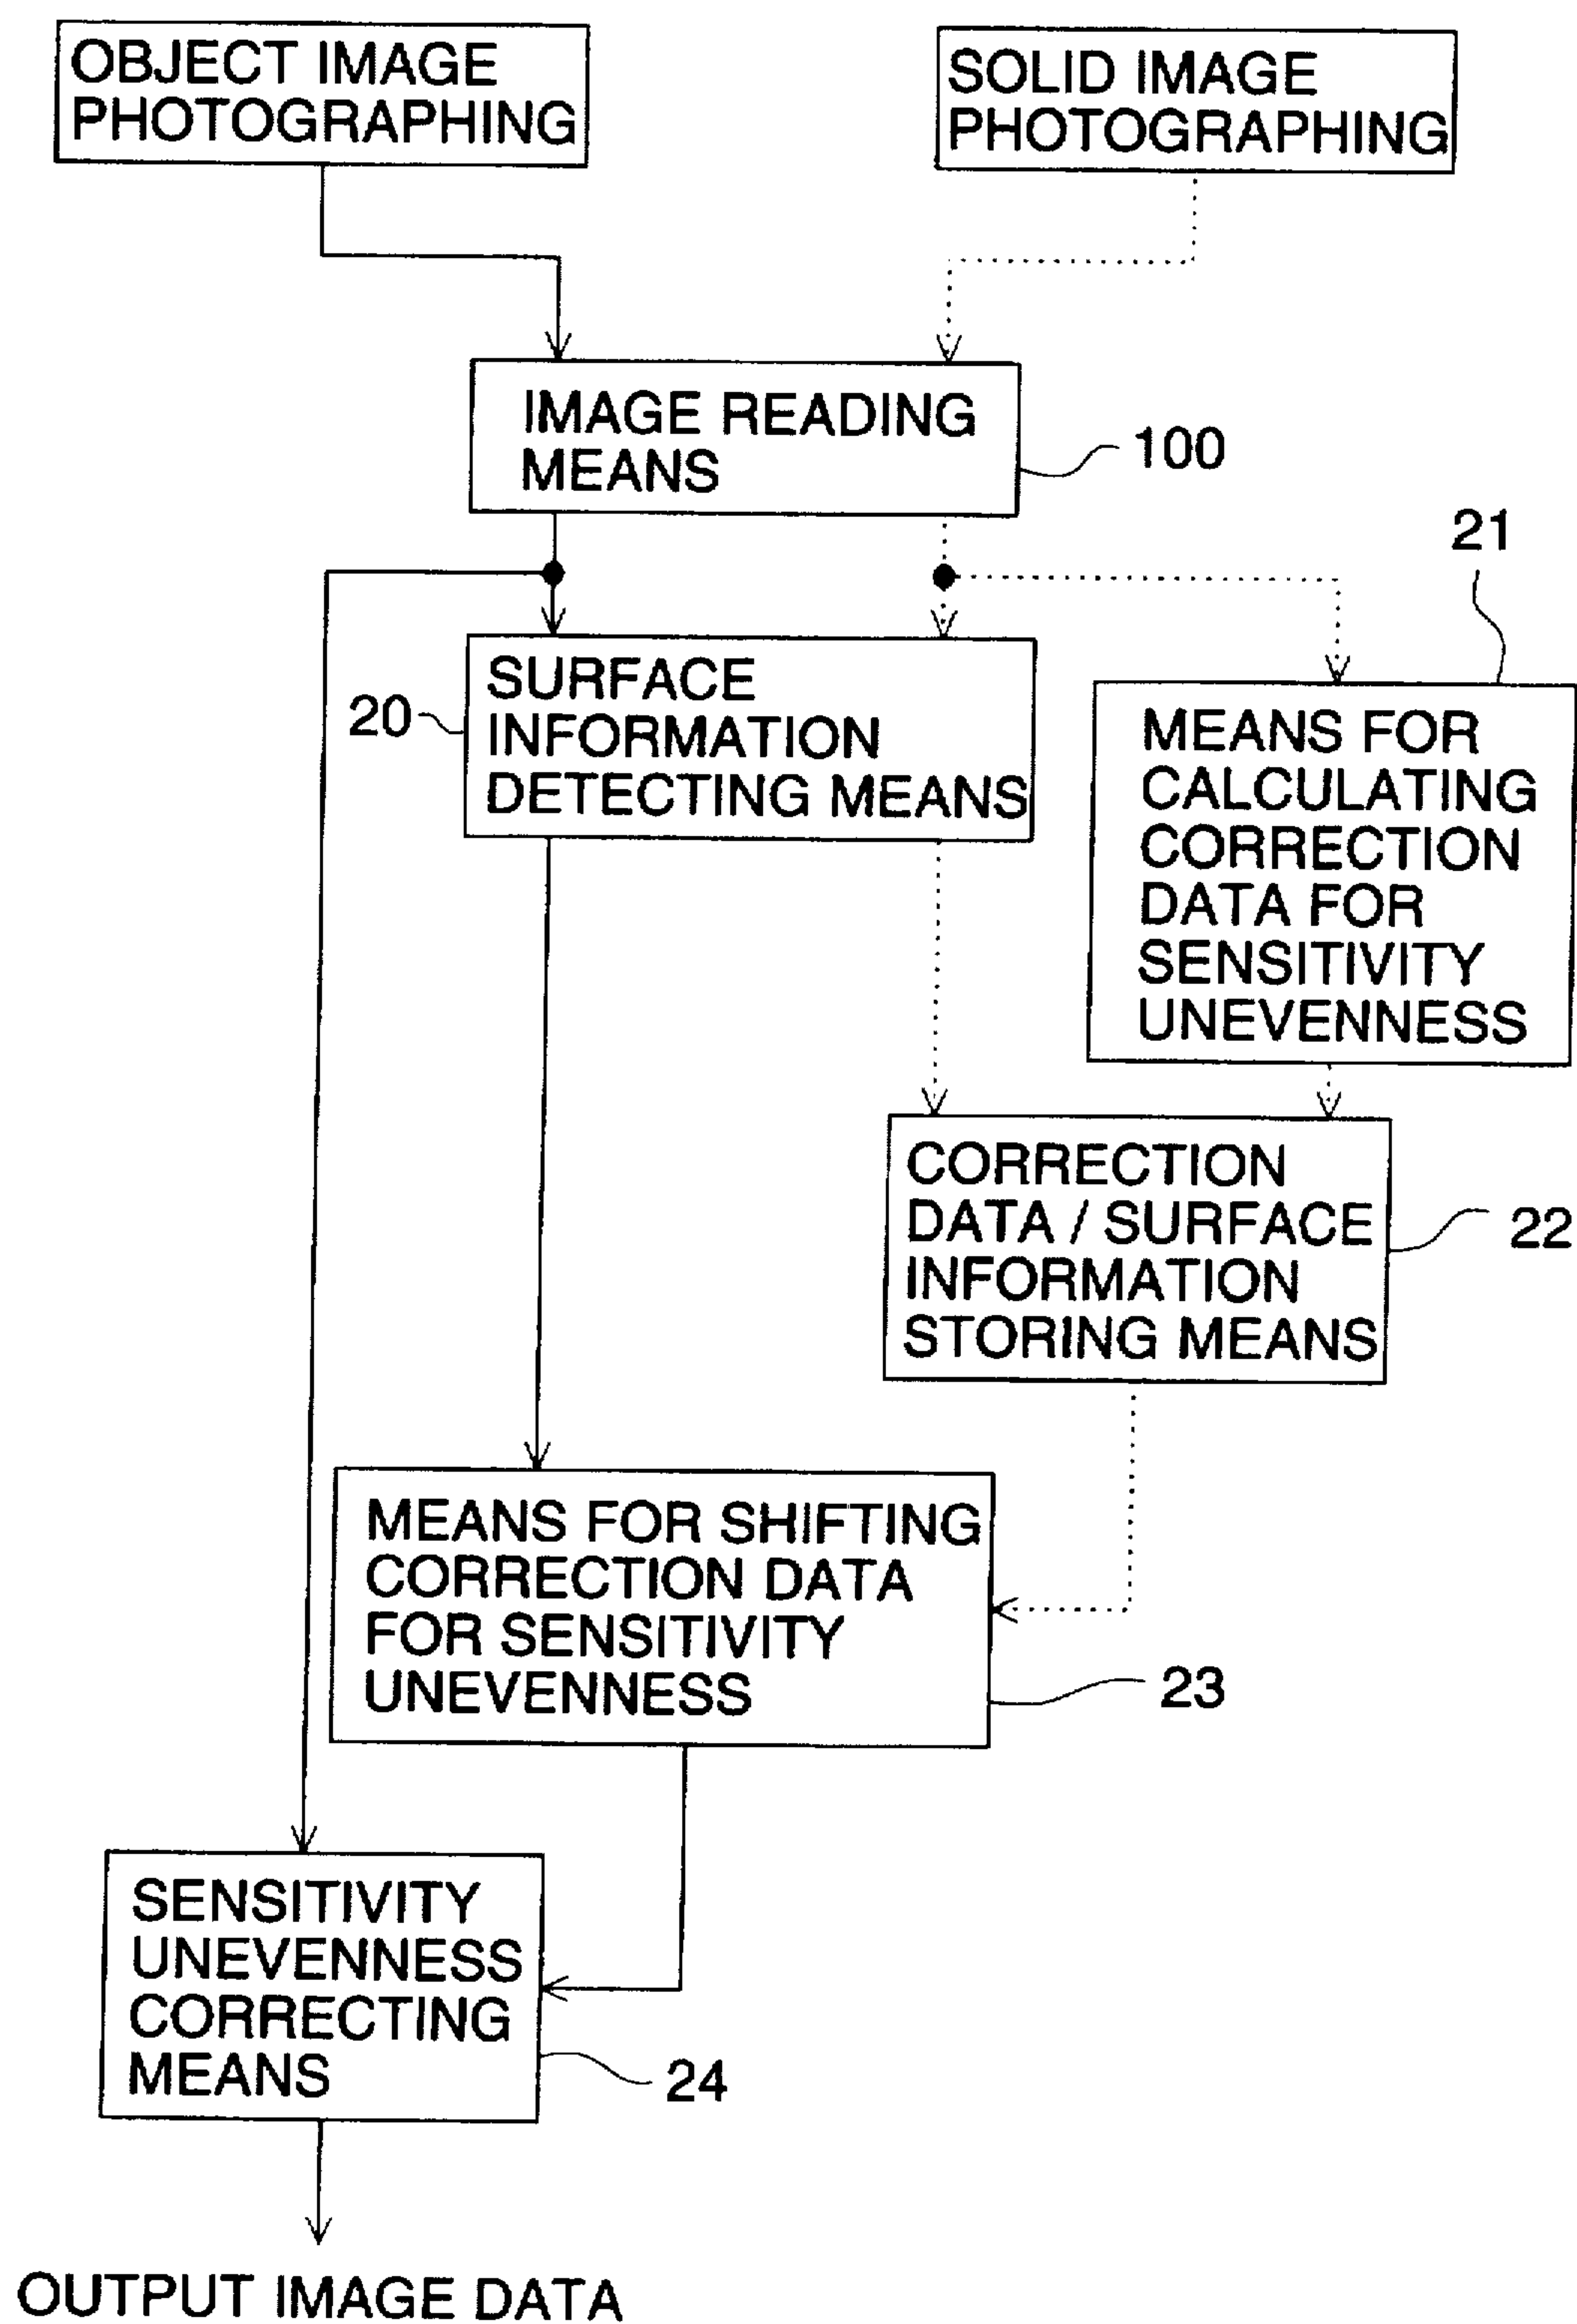 OBJECT IMAGE
PHOTOGRAPHING
SOLID IMAGE
PHOTOGRAPHING
IMAGE READING
MEANS
100
21
SURFACE
INFORMATION
DETECTING MEANS
20
MEANS FOR
CALCULATING
CORRECTION
DATA FOR
SENSITIVITY
UNEVENNESS
CORRECTION
DATA / SURFACE
INFORMATION
STORING MEANS
22
MEANS FOR SHIFTING
CORRECTION DATA
FOR SENSITIVITY
UNEVENNESS
23
SENSITIVITY
UNEVENNESS
CORRECTING
MEANS
24
OUTPUT IMAGE DATA